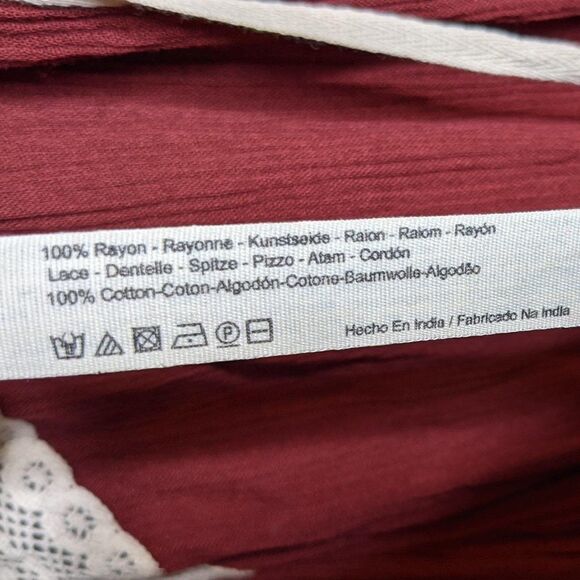 100% Rayon - Rayonne - Kunstseide - Raion - Raiom - Rayón
Lace - Dentelle - Spitze - Pizzo - Atam - Cordón
100% Cotton-Coton-Algodón-Cotone-Baumwolle-Algodão
Hecho En India / Fabricado Na India